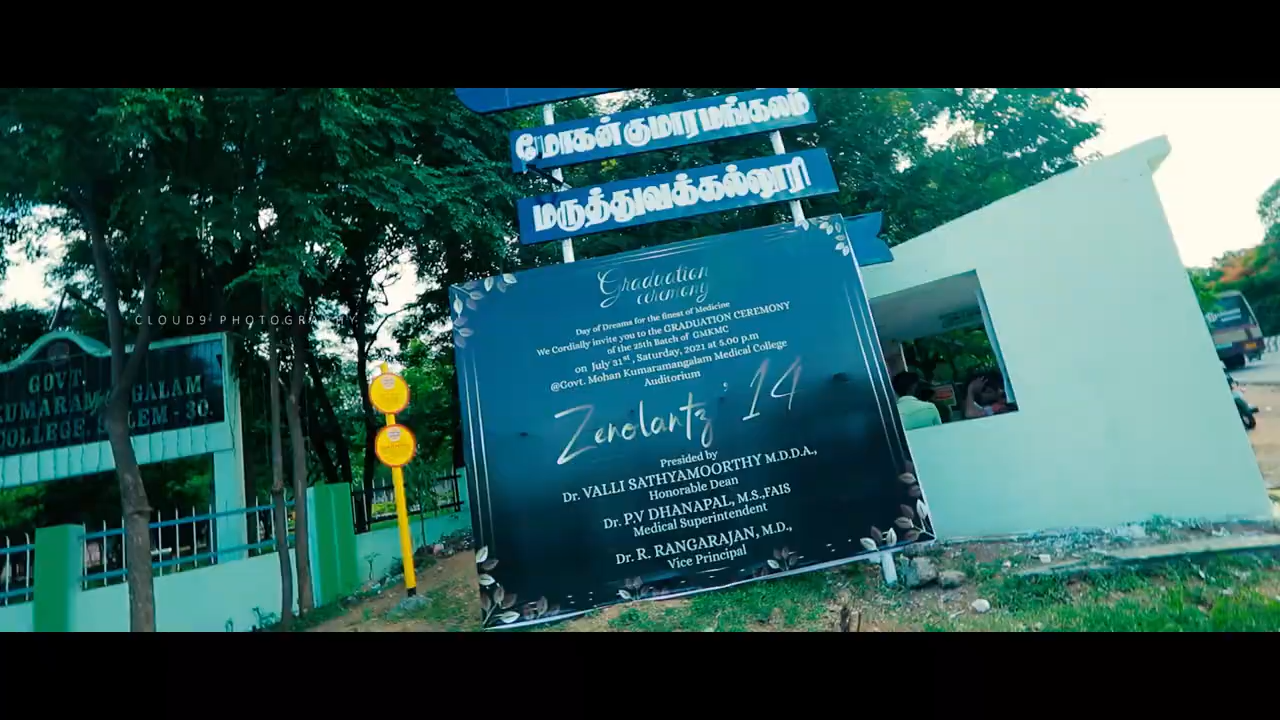 மோகன் குமாரமங்கலம்
மருத்துவக்கல்லூரி
Graduation
ceremony
Day of Dreams for the finest of Medicine
We Cordially invite you to the GRADUATION CEREMONY
of the 25th Batch of GMKMC
on July 31st, Saturday, 2021 at 5.00 p.m
@Govt. Mohan Kumaramangalam Medical College
Auditorium
Zenolantz' 14
Presided by
Dr. VALLI SATHYAMOORTHY M.D.D.A.,
Honorable Dean
Dr. P.V DHANAPAL, M.S.,FAIS
Medical Superintendent
Dr. R. RANGARAJAN, M.D.,
Vice Principal
CLOUD9 PHOTOGRAPHY
GOVT.
COLLEGE, SALEM - 30.